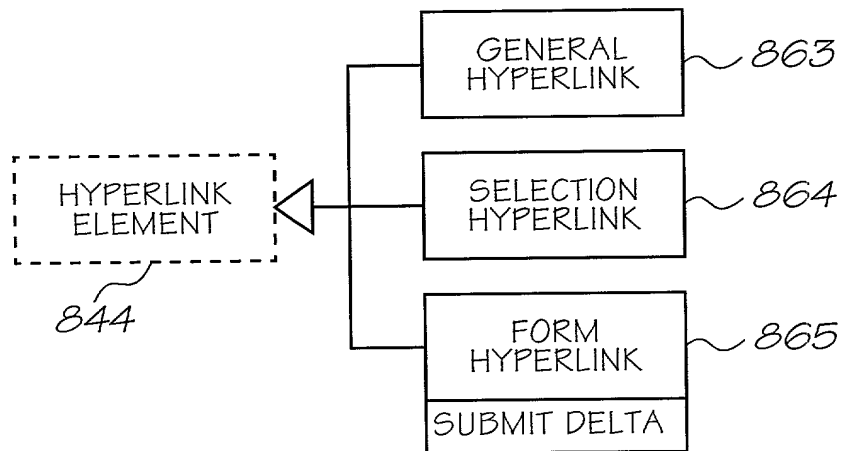 GENERAL
HYPERLINK
863
HYPERLINK
ELEMENT
844
SELECTION
HYPERLINK
864
FORM
HYPERLINK
865
SUBMIT DELTA